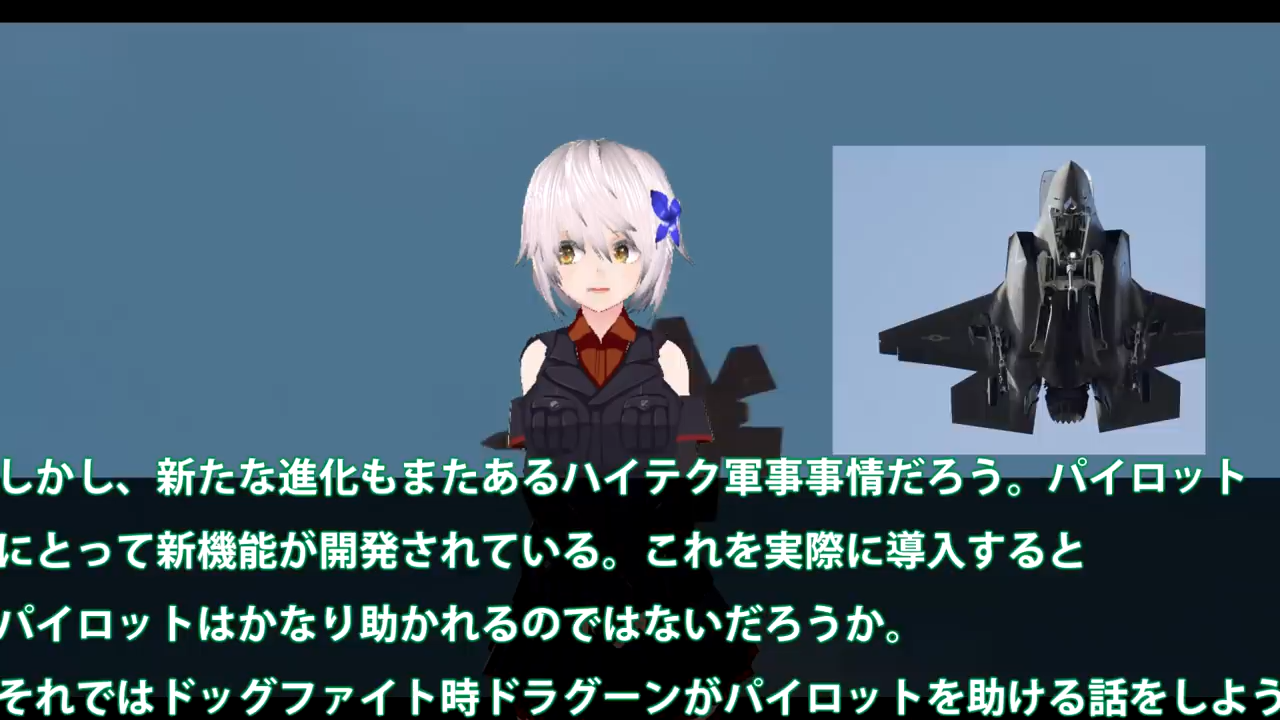 しかし、新たな進化もまたあるハイテク軍事事情だろう。パイロット
にとって新機能が開発されている。これを実際に導入すると
パイロットはかなり助かれるのではないだろうか。
それではドッグファイト時ドラグーンがパイロットを助ける話をしよう